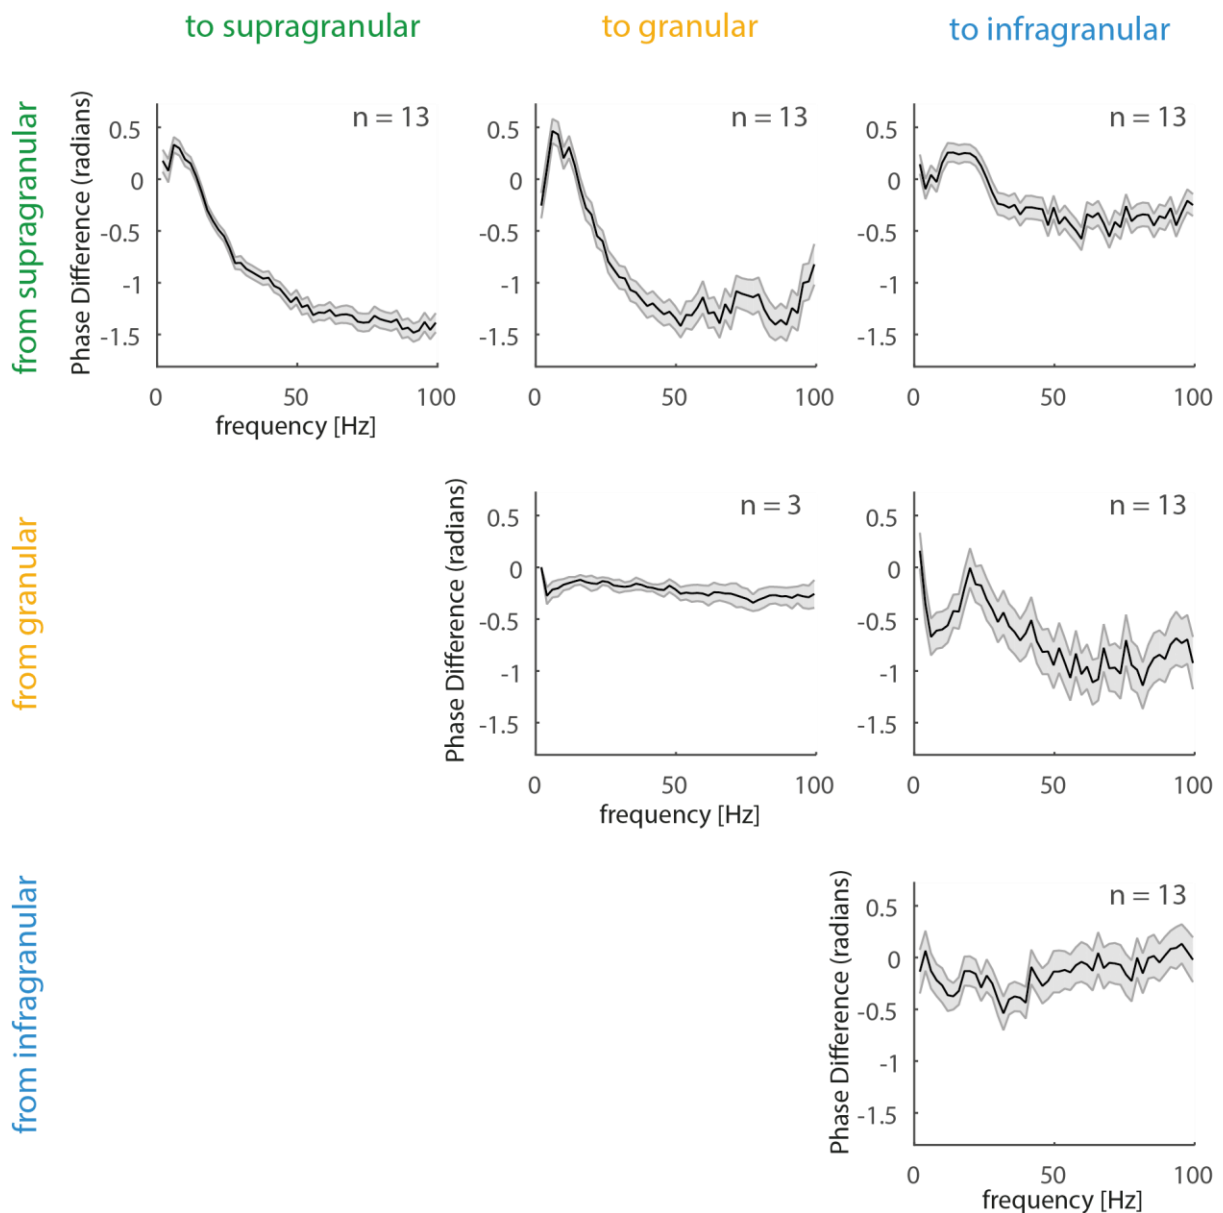 to supragranular
to granular
to infragranular
from supragranular
Phase Difference (radians)
n = 13
0.5
0
-0.5
-1
-1.5
0
50
100
frequency [Hz]
n = 13
0.5
0
-0.5
-1
-1.5
0
50
100
n = 13
0.5
0
-0.5
-1
-1.5
0
50
100
from granular
Phase Difference (radians)
n = 3
0.5
0
-0.5
-1
-1.5
0
50
100
frequency [Hz]
n = 13
0.5
0
-0.5
-1
-1.5
0
50
100
from infragranular
Phase Difference (radians)
n = 13
0.5
0
-0.5
-1
-1.5
0
50
100
frequency [Hz]